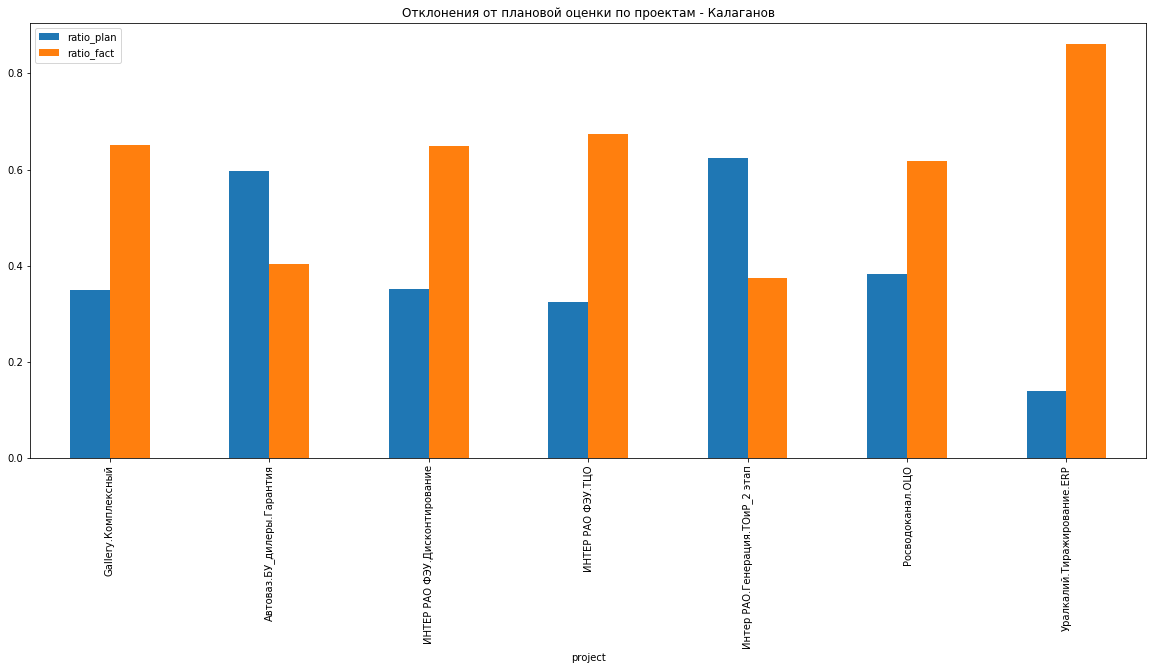 Отклонения от плановой оценки по проектам - Калаганов
ratio_plan
ratio_fact
0.8
0.6
0.4
0.2
0.0
Gallery.Комплексный
Автоваз.БУ_дилеры.Гарантия
ИНТЕР РАО ФЭУ.Дисконтирование
ИНТЕР РАО ФЭУ.ТЦО
Интер РАО.Генерация.ТОиР_2 этап
Росводоканал.ОЦО
Уралкалий.Тиражирование.ERP
project